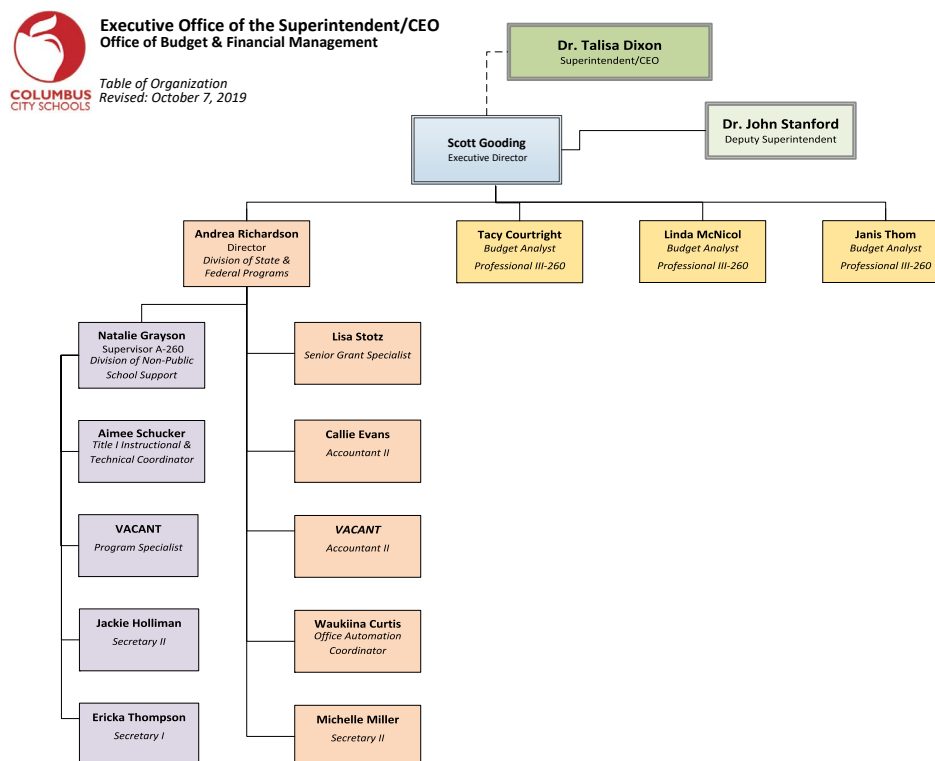 Executive Office of the Superintendent/CEO
Office of Budget & Financial Management
Table of Organization
Revised: October 7, 2019
COLUMBUS
CITY SCHOOLS
Dr. Talisa Dixon
Superintendent/CEO
Dr. John Stanford
Deputy Superintendent
Scott Gooding
Executive Director
Andrea Richardson
Director
Division of State &
Federal Programs
Tacy Courtright
Budget Analyst
Professional III-260
Linda McNicol
Budget Analyst
Professional III-260
Janis Thom
Budget Analyst
Professional III-260
Natalie Grayson
Supervisor A-260
Division of Non-Public
School Support
Lisa Stotz
Senior Grant Specialist
Aimee Schucker
Title I Instructional &
Technical Coordinator
Callie Evans
Accountant II
VACANT
Program Specialist
VACANT
Accountant II
Jackie Holliman
Secretary II
Waukiina Curtis
Office Automation
Coordinator
Ericka Thompson
Secretary I
Michelle Miller
Secretary II